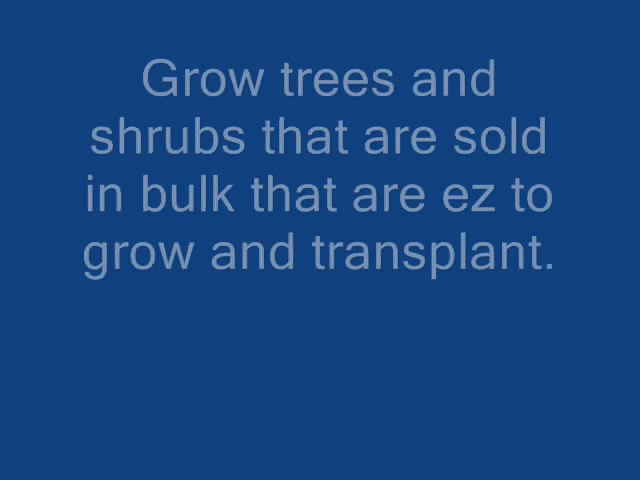 Grow trees and
shrubs that are sold
in bulk that are ez to
grow and transplant.